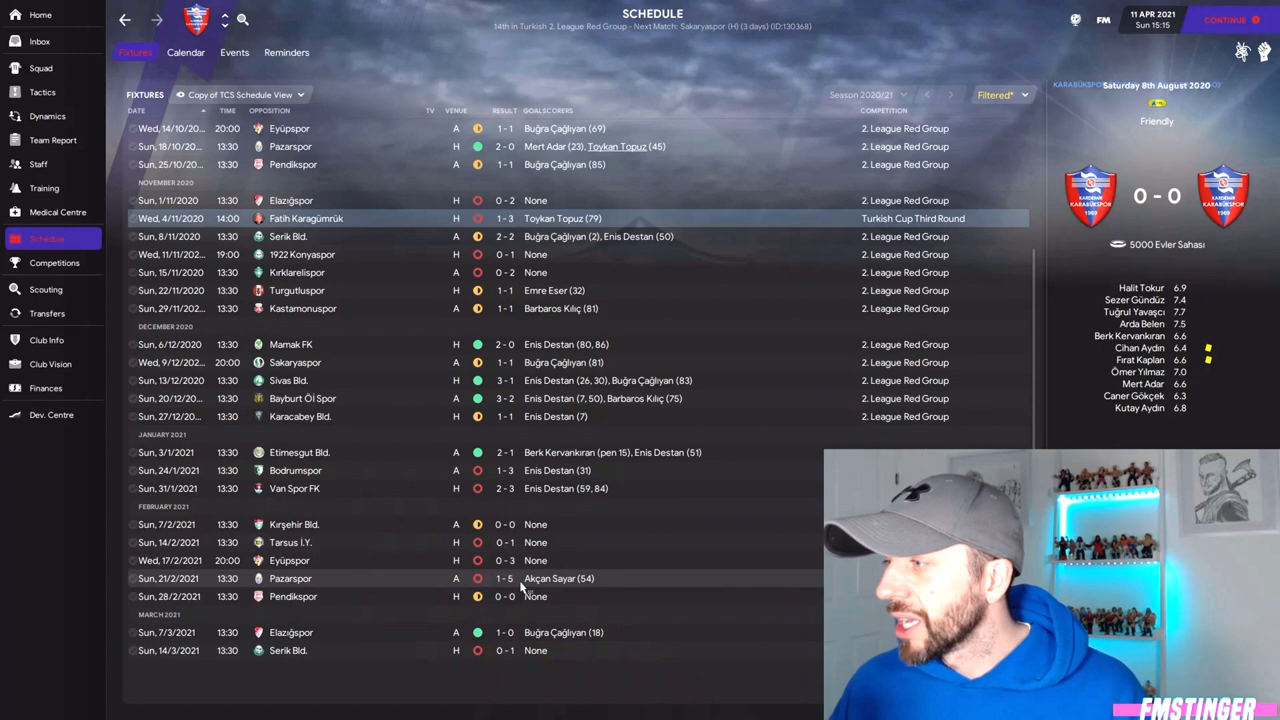 Home
SCHEDULE
14th in Turkish 2. League Red Group - Next Match: Sakaryaspor (H) (3 days) (ID:130368)
FM
11 APR 2021
Sun 15:15
CONTINUE
Inbox
Squad
Tactics
Dynamics
Team Report
Staff
Training
Medical Centre
Schedule
Competitions
Scouting
Transfers
Club Info
Club Vision
Finances
Dev. Centre
Fixtures Calendar Events Reminders
FIXTURES Copy of TCS Schedule View Season 2020/21 Filtered*
DATE TIME OPPOSITION TV VENUE RESULT GOALSCORERS COMPETITION
Wed, 14/10/20... 20:00 Eyüpspor A 1 - 1 Buğra Çağlıyan (69) 2. League Red Group
Sun, 18/10/20... 13:30 Pazarspor H 2 - 0 Mert Adar (23), Toykan Topuz (45) 2. League Red Group
Sun, 25/10/20... 13:30 Pendikspor A 1 - 1 Buğra Çağlıyan (85) 2. League Red Group
NOVEMBER 2020
Sun, 1/11/2020 13:30 Elazığspor H 0 - 2 None 2. League Red Group
Wed, 4/11/2020 14:00 Fatih Karagümrük H 1 - 3 Toykan Topuz (79) Turkish Cup Third Round
Sun, 8/11/2020 13:30 Serik Bld. A 2 - 2 Buğra Çağlıyan (2), Enis Destan (50) 2. League Red Group
Wed, 11/11/202... 19:00 1922 Konyaspor H 0 - 1 None 2. League Red Group
Sun, 15/11/2020 13:30 Kırklarelispor A 0 - 2 None 2. League Red Group
Sun, 22/11/2020 13:30 Turgutluspor H 1 - 1 Emre Eser (32) 2. League Red Group
Sun, 29/11/202... 13:30 Kastamonuspor A 1 - 1 Barbaros Kılıç (81) 2. League Red Group
DECEMBER 2020
Sun, 6/12/2020 13:30 Mamak FK H 2 - 0 Enis Destan (80, 86) 2. League Red Group
Wed, 9/12/202... 20:00 Sakaryaspor A 1 - 1 Buğra Çağlıyan (81) 2. League Red Group
Sun, 13/12/2020 13:30 Sivas Bld. H 3 - 1 Enis Destan (26, 30), Buğra Çağlıyan (83) 2. League Red Group
Sun, 20/12/20... 13:30 Bayburt Öl Spor A 3 - 2 Enis Destan (7, 50), Barbaros Kılıç (75) 2. League Red Group
Sun, 27/12/20... 13:30 Karacabey Bld. H 1 - 1 Enis Destan (7) 2. League Red Group
JANUARY 2021
Sun, 3/1/2021 13:30 Etimesgut Bld. H 2 - 1 Berk Kervankıran (pen 15), Enis Destan (51)
Sun, 24/1/2021 13:30 Bodrumspor A 1 - 3 Enis Destan (31)
Sun, 31/1/2021 13:30 Van Spor FK H 2 - 3 Enis Destan (59, 84)
FEBRUARY 2021
Sun, 7/2/2021 13:30 Kırşehir Bld. A 0 - 0 None
Sun, 14/2/2021 13:30 Tarsus İ.Y. H 0 - 1 None
Wed, 17/2/2021 20:00 Eyüpspor H 0 - 3 None
Sun, 21/2/2021 13:30 Pazarspor A 1 - 5 Akçan Sayar (54)
Sun, 28/2/2021 13:30 Pendikspor H 0 - 0 None
MARCH 2021
Sun, 7/3/2021 13:30 Elazığspor A 1 - 0 Buğra Çağlıyan (18)
Sun, 14/3/2021 13:30 Serik Bld. H 0 - 1 None
Saturday 8th August 2020
Friendly
KARDEMİR
KARABÜKSPOR
1969
0 - 0
KARDEMİR
KARABÜKSPOR
1969
5000 Evler Sahası
Halit Tokur 6.9
Sezer Gündüz 7.4
Tuğrul Yavaşcı 7.7
Arda Belen 7.5
Berk Kervankıran 6.6
Cihan Aydın 6.4
Fırat Kaplan 6.6
Ömer Yılmaz 7.0
Mert Adar 6.6
Caner Gökçek 6.3
Kutay Aydın 6.8
FMSTINGER